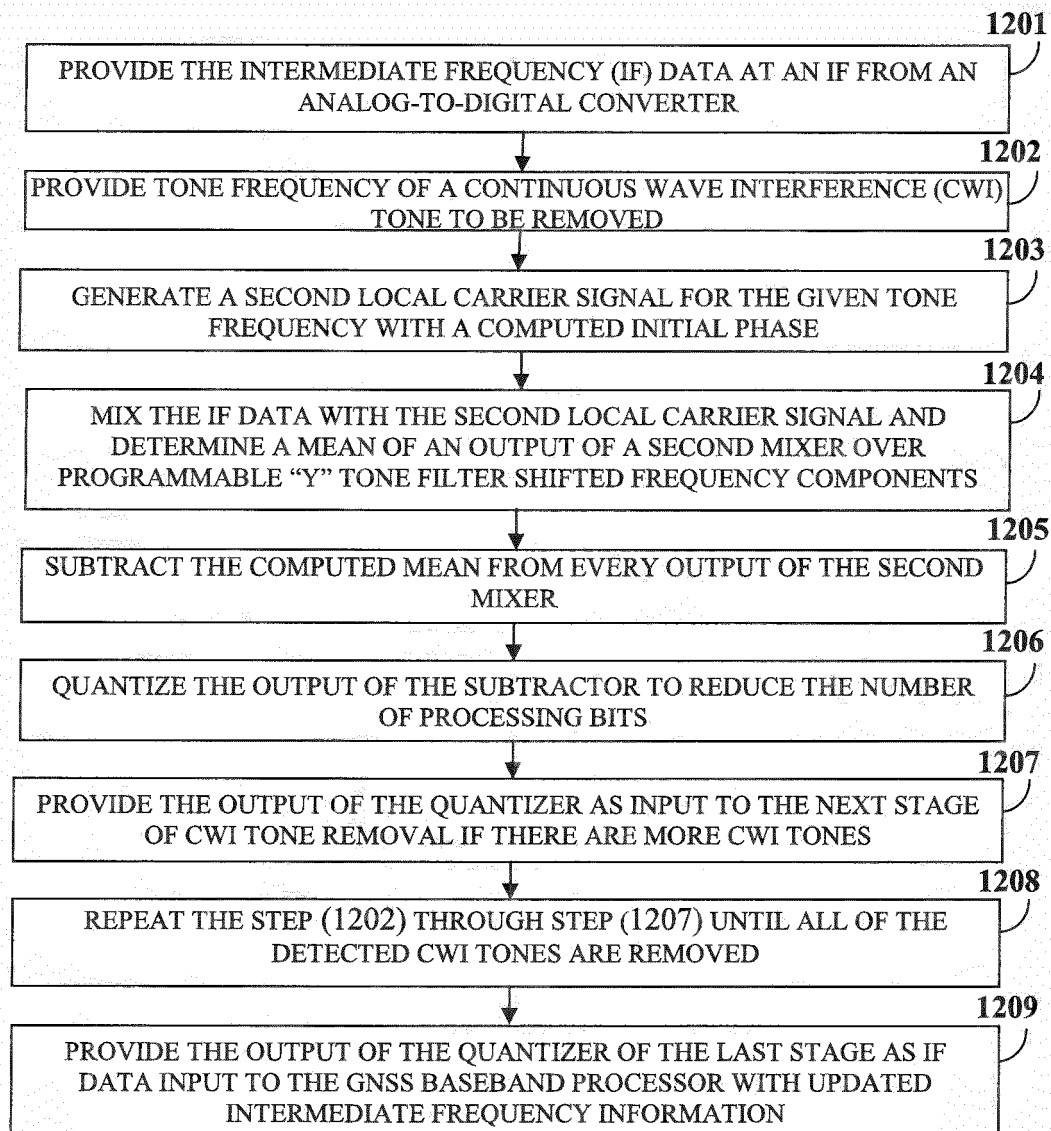 1201
PROVIDE THE INTERMEDIATE FREQUENCY (IF) DATA AT AN IF FROM AN
ANALOG-TO-DIGITAL CONVERTER
1202
PROVIDE TONE FREQUENCY OF A CONTINUOUS WAVE INTERFERENCE (CWI)
TONE TO BE REMOVED
1203
GENERATE A SECOND LOCAL CARRIER SIGNAL FOR THE GIVEN TONE
FREQUENCY WITH A COMPUTED INITIAL PHASE
1204
MIX THE IF DATA WITH THE SECOND LOCAL CARRIER SIGNAL AND
DETERMINE A MEAN OF AN OUTPUT OF A SECOND MIXER OVER
PROGRAMMABLE “Y” TONE FILTER SHIFTED FREQUENCY COMPONENTS
1205
SUBTRACT THE COMPUTED MEAN FROM EVERY OUTPUT OF THE SECOND
MIXER
1206
QUANTIZE THE OUTPUT OF THE SUBTRACTOR TO REDUCE THE NUMBER
OF PROCESSING BITS
1207
PROVIDE THE OUTPUT OF THE QUANTIZER AS INPUT TO THE NEXT STAGE
OF CWI TONE REMOVAL IF THERE ARE MORE CWI TONES
1208
REPEAT THE STEP (1202) THROUGH STEP (1207) UNTIL ALL OF THE
DETECTED CWI TONES ARE REMOVED
1209
PROVIDE THE OUTPUT OF THE QUANTIZER OF THE LAST STAGE AS IF
DATA INPUT TO THE GNSS BASEBAND PROCESSOR WITH UPDATED
INTERMEDIATE FREQUENCY INFORMATION